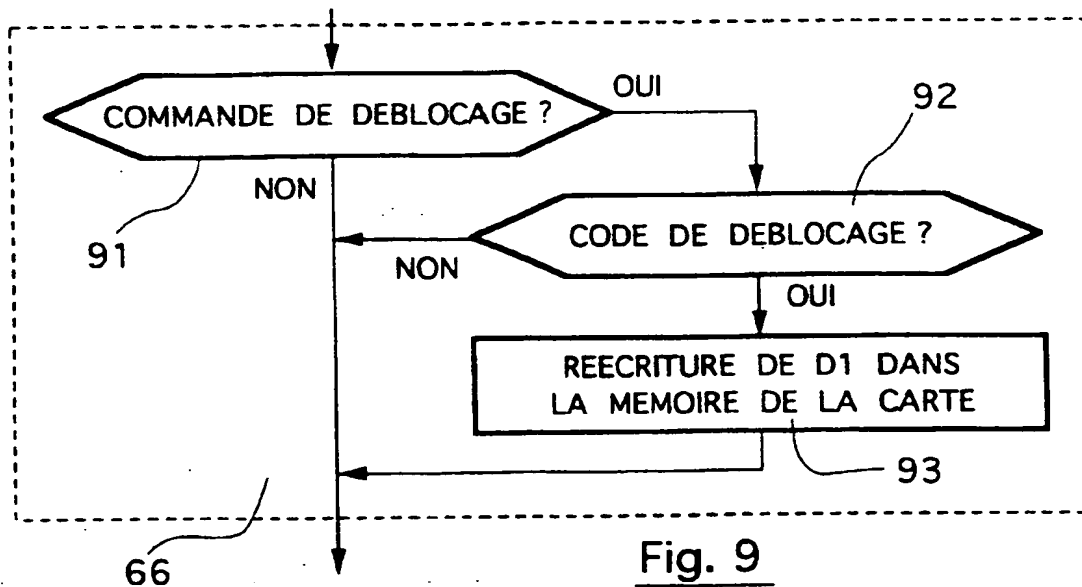 COMMANDE DE DEBLOCAGE ?
OUI
92
NON
91
CODE DE DEBLOCAGE ?
NON
OUI
REECRITURE DE D1 DANS
LA MEMOIRE DE LA CARTE
93
66
Fig. 9